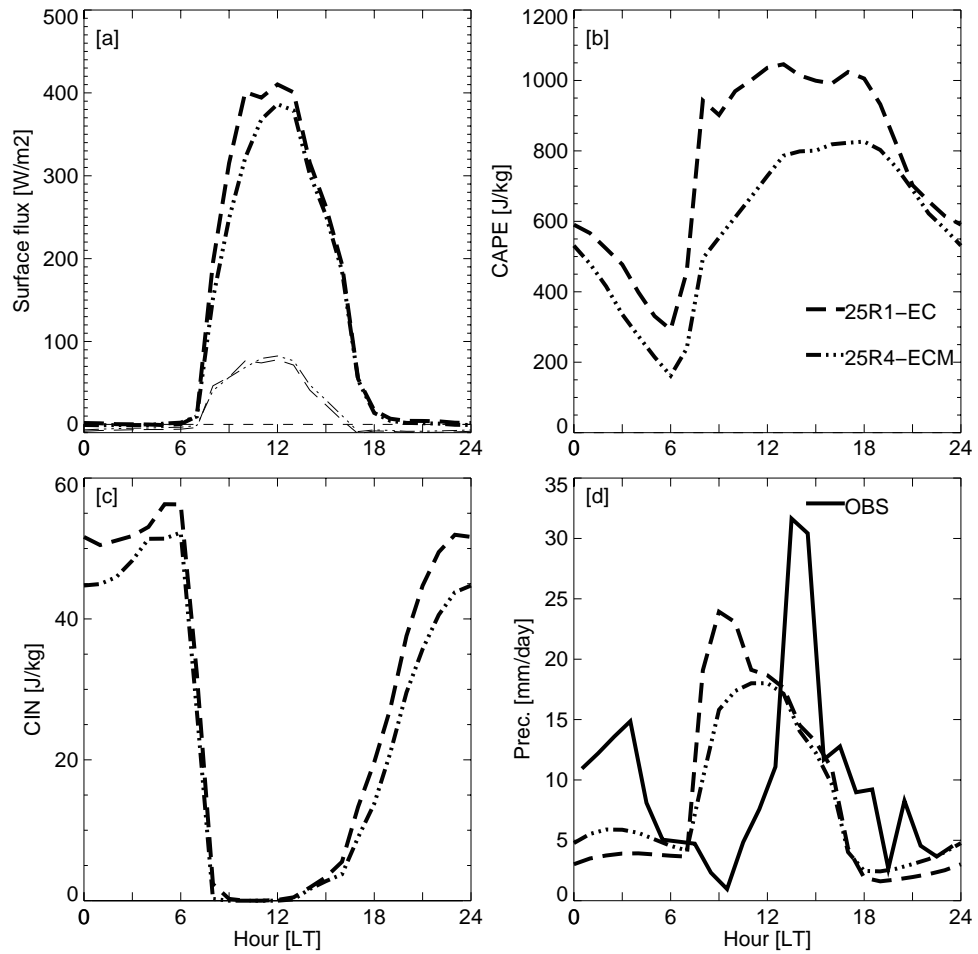 [a]
500
400
300
200
100
0
Surface flux [W/m2]
0 6 12 18 24
[b]
1200
1000
800
600
400
200
0
CAPE [J/kg]
25R1−EC
25R4−ECM
0 6 12 18 24
[c]
60
40
20
0
CIN [J/kg]
0 6 12 18 24
Hour [LT]
[d]
OBS
35
30
25
20
15
10
5
0
Prec. [mm/day]
0 6 12 18 24
Hour [LT]